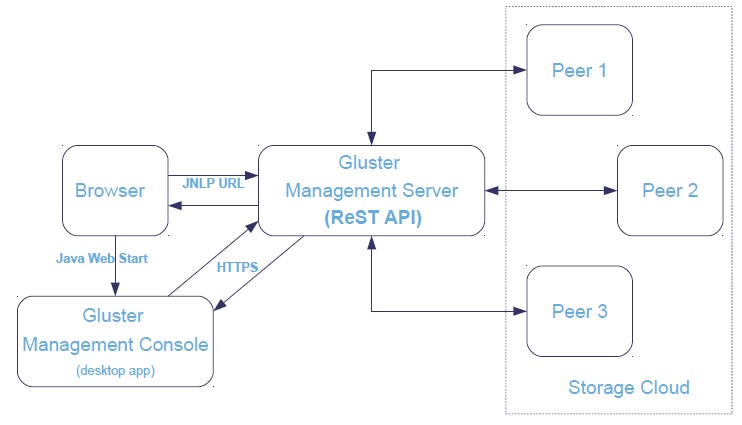 Peer 1
Gluster
Management Server
(ReST API)
Browser
JNLP URL
Peer 2
Java Web Start
HTTPS
Gluster
Management Console
(desktop app)
Peer 3
Storage Cloud